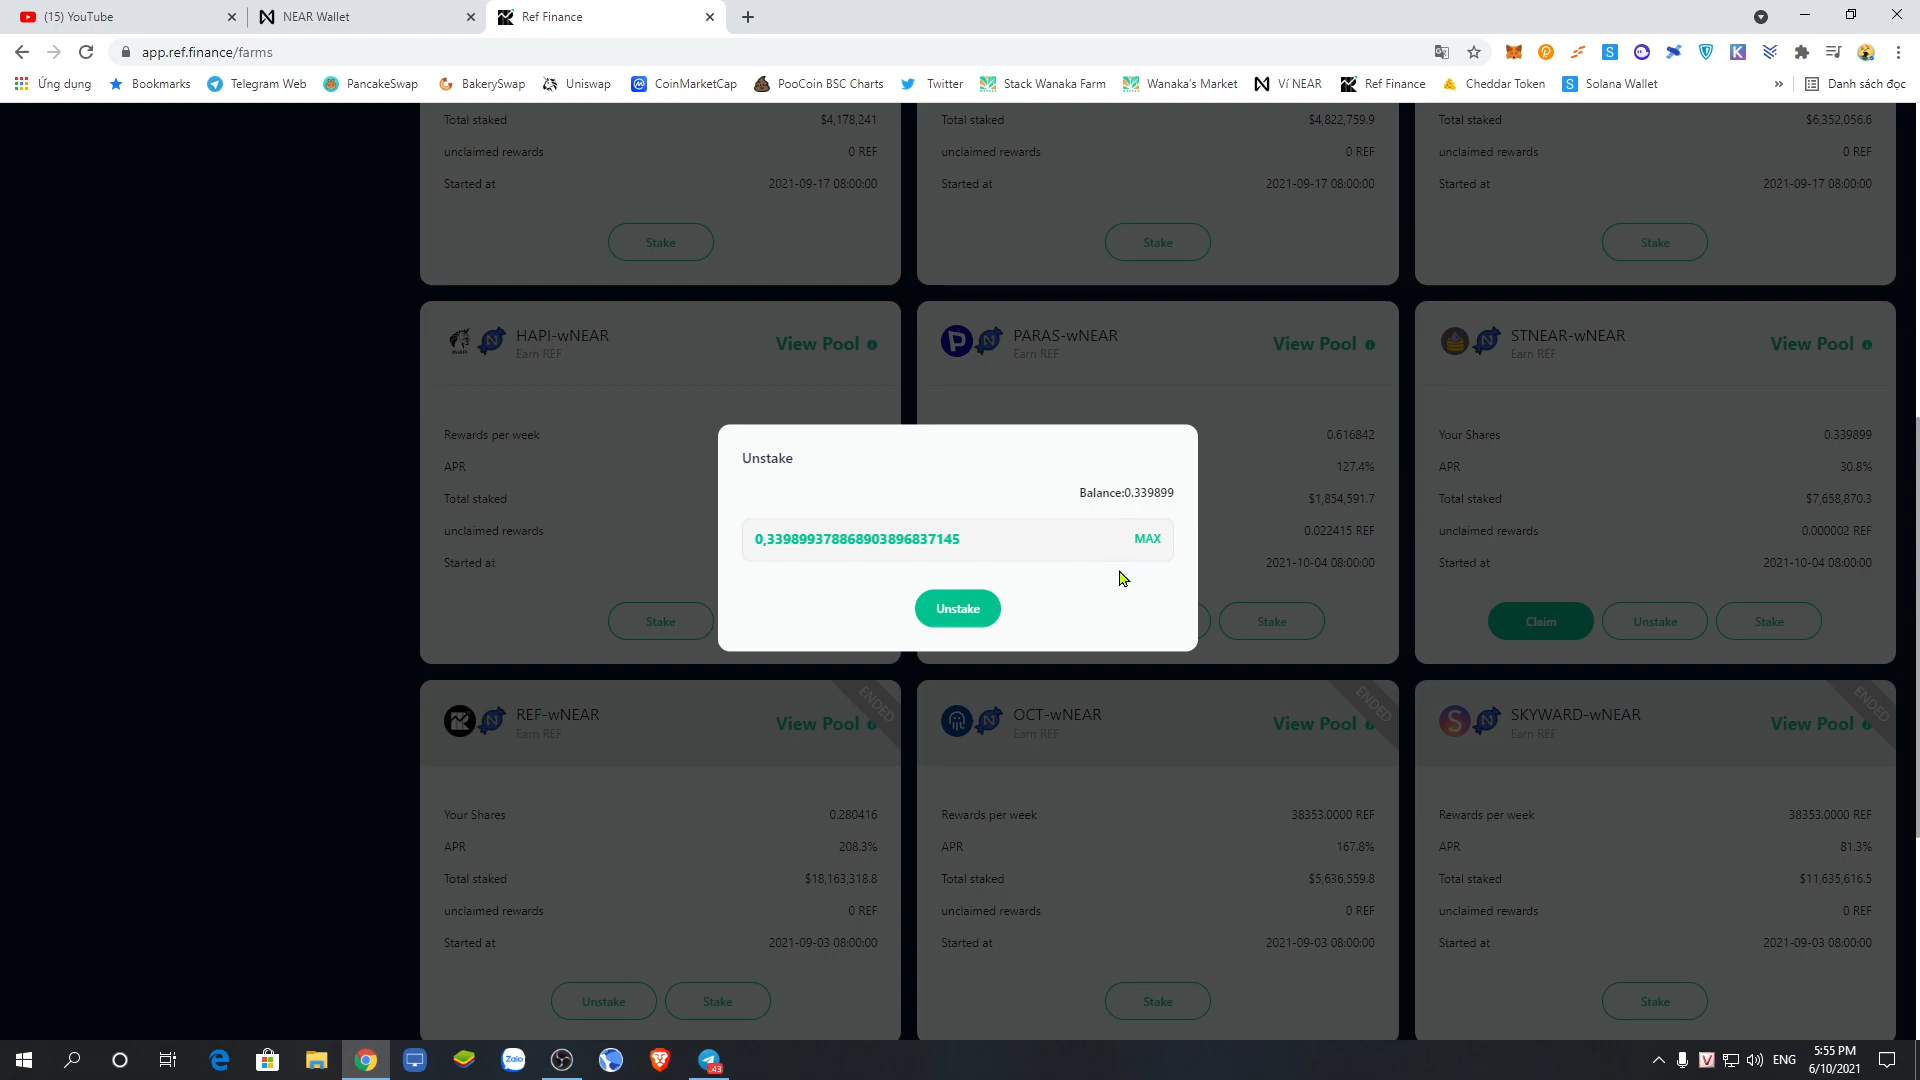 (15) YouTube
NEAR Wallet
Ref Finance
app.ref.finance/farms
Ứng dụng
Bookmarks
Telegram Web
PancakeSwap
BakerySwap
Uniswap
CoinMarketCap
PooCoin BSC Charts
Twitter
Stack Wanaka Farm
Wanaka's Market
Ví NEAR
Ref Finance
Cheddar Token
Solana Wallet
»
Danh sách đọc
Total staked $4,178,241
unclaimed rewards 0 REF
Started at 2021-09-17 08:00:00
Stake
Total staked $4,822,759.9
unclaimed rewards 0 REF
Started at 2021-09-17 08:00:00
Stake
Total staked $6,352,056.6
unclaimed rewards 0 REF
Started at 2021-09-17 08:00:00
Stake
HAPI-wNEAR
Earn REF
View Pool
Rewards per week
APR
Total staked
unclaimed rewards
Started at
Stake
PARAS-wNEAR
Earn REF
View Pool
0.616842
127.4%
$1,854,591.7
0.022415 REF
2021-10-04 08:00:00
Stake
STNEAR-wNEAR
Earn REF
View Pool
Your Shares 0.339899
APR 30.8%
Total staked $7,658,870.3
unclaimed rewards 0.000002 REF
Started at 2021-10-04 08:00:00
Claim
Unstake
Stake
Unstake
Balance:0.339899
0,339899378868903896837145
MAX
Unstake
REF-wNEAR
Earn REF
View Pool
ENDED
Your Shares 0.280416
APR 208.3%
Total staked $18,163,318.8
unclaimed rewards 0 REF
Started at 2021-09-03 08:00:00
Unstake
Stake
OCT-wNEAR
Earn REF
View Pool
ENDED
Rewards per week 38353.0000 REF
APR 167.8%
Total staked $5,636,559.8
unclaimed rewards 0 REF
Started at 2021-09-03 08:00:00
Stake
SKYWARD-wNEAR
Earn REF
View Pool
ENDED
Rewards per week 38353.0000 REF
APR 81.3%
Total staked $11,635,616.5
unclaimed rewards 0 REF
Started at 2021-09-03 08:00:00
Stake
Zalo
43
ENG
5:55 PM
6/10/2021